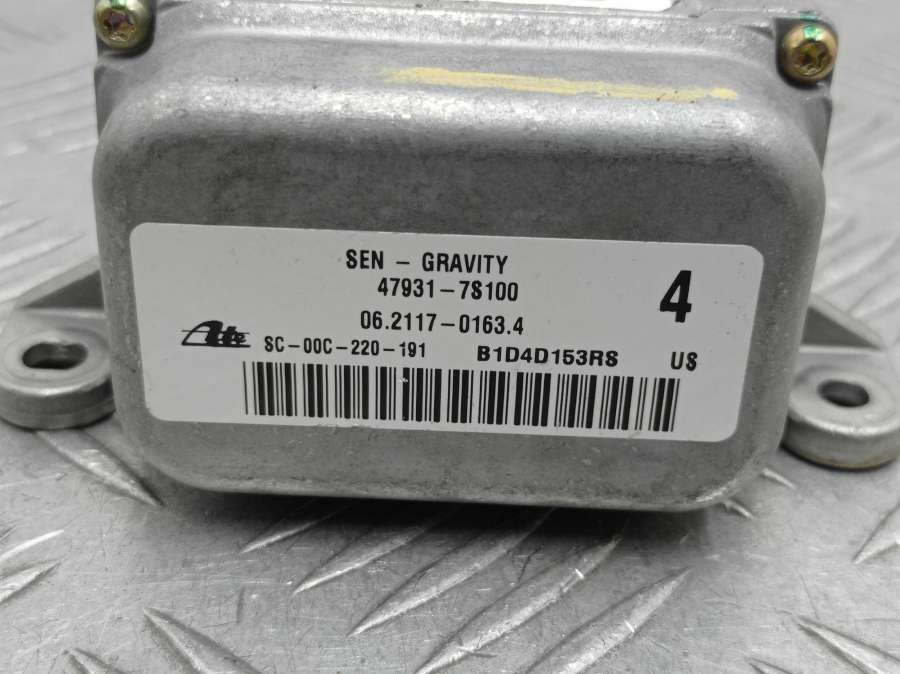 SEN - GRAVITY
47931-7S100
4
06.2117-0163.4
Ate
SC-00C-220-191 B1D4D153RS US